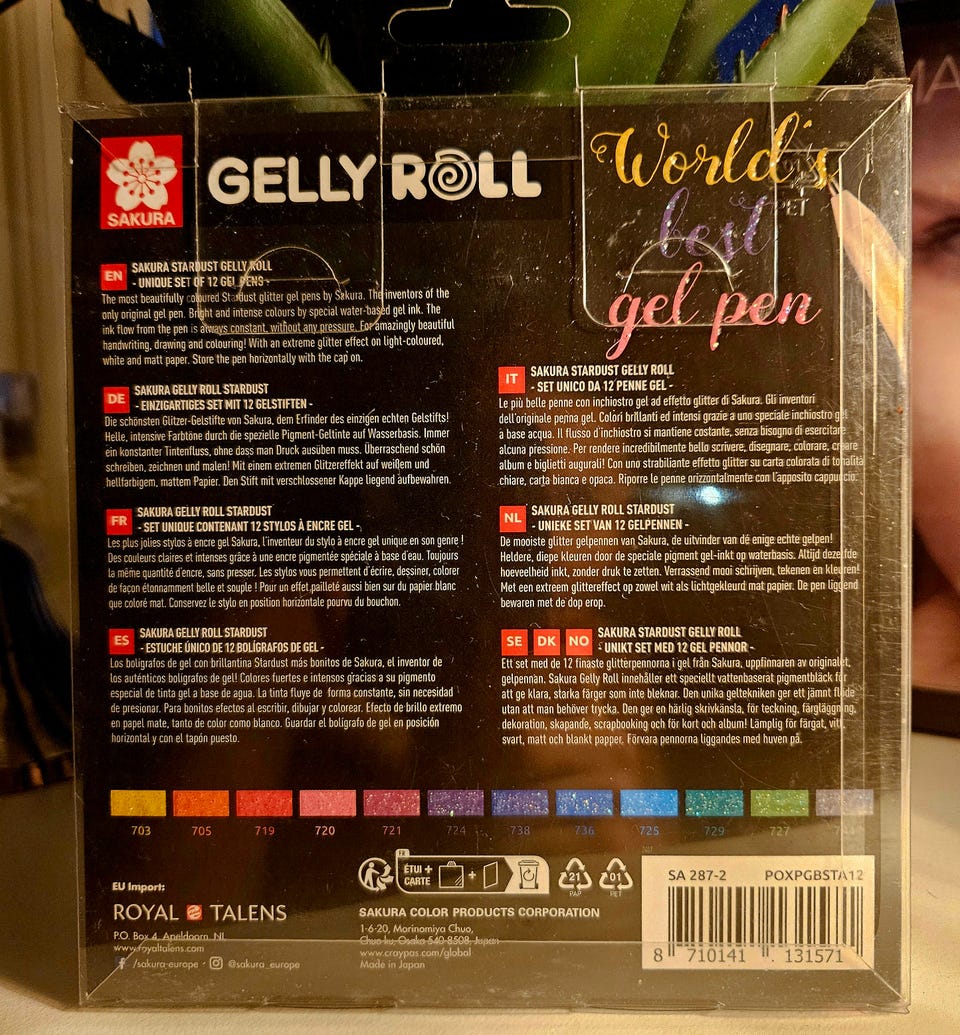 SAKURA
GELLY ROLL
World's
best
gel pen
PET
MA
EN
SAKURA STARDUST GELLY ROLL
- UNIQUE SET OF 12 GEL PENS -
The most beautifully coloured Stardust glitter gel pens by Sakura. The inventors of the
only original gel pen. Bright and intense colours by special water-based gel ink. The
ink flow from the pen is always constant, without any pressure. For amazingly beautiful
handwriting, drawing and colouring! With an extreme glitter effect on light-coloured,
white and matt paper. Store the pen horizontally with the cap on.
DE
SAKURA GELLY ROLL STARDUST
- EINZIGARTIGES SET MIT 12 GELSTIFTEN -
Die schönsten Glitzer-Gelstifte von Sakura, dem Erfinder des einzigen echten Gelstifts!
Helle, intensive Farbtöne durch die spezielle Pigment-Geltinte auf Wasserbasis. Immer
ein konstanter Tintenfluss, ohne dass man Druck ausüben muss. Überraschend schön
schreiben, zeichnen und malen! Mit einem extremen Glitzereffekt auf weißem und
hellfarbigem, mattem Papier. Den Stift mit verschlossener Kappe liegend aufbewahren.
FR
SAKURA GELLY ROLL STARDUST
- SET UNIQUE CONTENANT 12 STYLOS À ENCRE GEL -
Les plus jolies stylos à encre gel Sakura, l'inventeur du stylo à encre gel unique en son genre !
Des couleurs claires et intenses grâce à une encre pigmentée spéciale à base d'eau. Toujours
la même quantité d'encre, sans presser. Les stylos vous permettent d'écrire, dessiner, colorer
de façon étonnamment belle et souple ! Pour un effet pailleté aussi bien sur du papier blanc
que coloré mat. Conservez le stylo en position horizontale pourvu du bouchon.
ES
SAKURA GELLY ROLL STARDUST
- ESTUCHE ÚNICO DE 12 BOLÍGRAFOS DE GEL -
Los bolígrafos de gel con brillantina Stardust más bonitos de Sakura, el inventor de
los auténticos bolígrafos de gel! Colores fuertes e intensos gracias a su pigmento
especial de tinta gel a base de agua. La tinta fluye de forma constante, sin necesidad
de presionar. Para bonitos efectos al escribir, dibujar y colorear. Efecto de brillo extremo
en papel mate, tanto de color como blanco. Guardar el bolígrafo de gel en posición
horizontal y con el tapón puesto.
IT
SAKURA STARDUST GELLY ROLL
- SET UNICO DA 12 PENNE GEL -
Le più belle penne con inchiostro gel ad effetto glitter di Sakura. Gli inventori
dell'originale penna gel. Colori brillanti ed intensi grazie a uno speciale inchiostro gel
a base acqua. Il flusso d'inchiostro si mantiene costante, senza bisogno di esercitare
alcuna pressione. Per rendere incredibilmente bello scrivere, disegnare, colorare, creare
album e biglietti augurali! Con uno strabiliante effetto glitter su carta colorata di tonalità
chiare, carta bianca e opaca. Riporre le penne orizzontalmente con l'apposito cappuccio.
NL
SAKURA GELLY ROLL STARDUST
- UNIEKE SET VAN 12 GELPENNEN -
De mooiste glitter gelpennen van Sakura, de uitvinder van dé enige echte gelpen!
Heldere, diepe kleuren door de speciale pigment gel-inkt op waterbasis. Altijd dezelfde
hoeveelheid inkt, zonder druk te zetten. Verrassend mooi schrijven, tekenen en kleuren!
Met een extreem glittereffect op zowel wit als lichtgekleurd mat papier. De pen liggend
bewaren met de dop erop.
SE DK NO
SAKURA STARDUST GELLY ROLL
- UNIKT SET MED 12 GEL PENNOR -
Ett set med de 12 finaste glitterpennorna i gel från Sakura, uppfinnaren av originalet,
gelpennan. Sakura Gelly Roll innehåller ett speciellt vattenbaserat pigmentbläck för
att ge klara, starka färger som inte bleknar. Den unika geltekniken ger ett jämnt flöde
utan att man behöver trycka. Den ger en härlig skrivkänsla, för teckning, färgläggning,
dekoration, skapande, scrapbooking och för kort och album! Lämplig för färgat, vitt
svart, matt och blankt papper. Förvara pennorna liggandes med huven på.
703 705 719 720 721 724 738 736 725 729 727
EU Import:
ROYAL TALENS
P.O. Box 4, Apeldoorn, NL
www.royaltalens.com
/sakura-europe · @sakura_europe
FR
ÉTUI +
CARTE
+
21
PAP
01
PET
SAKURA COLOR PRODUCTS CORPORATION
1-6-20, Morinomiya Chuo,
Chuo-ku, Osaka 540-8508, Japan
www.craypas.com/global
Made in Japan
SA 287-2 POXPGBSTA12
8 710141 131571